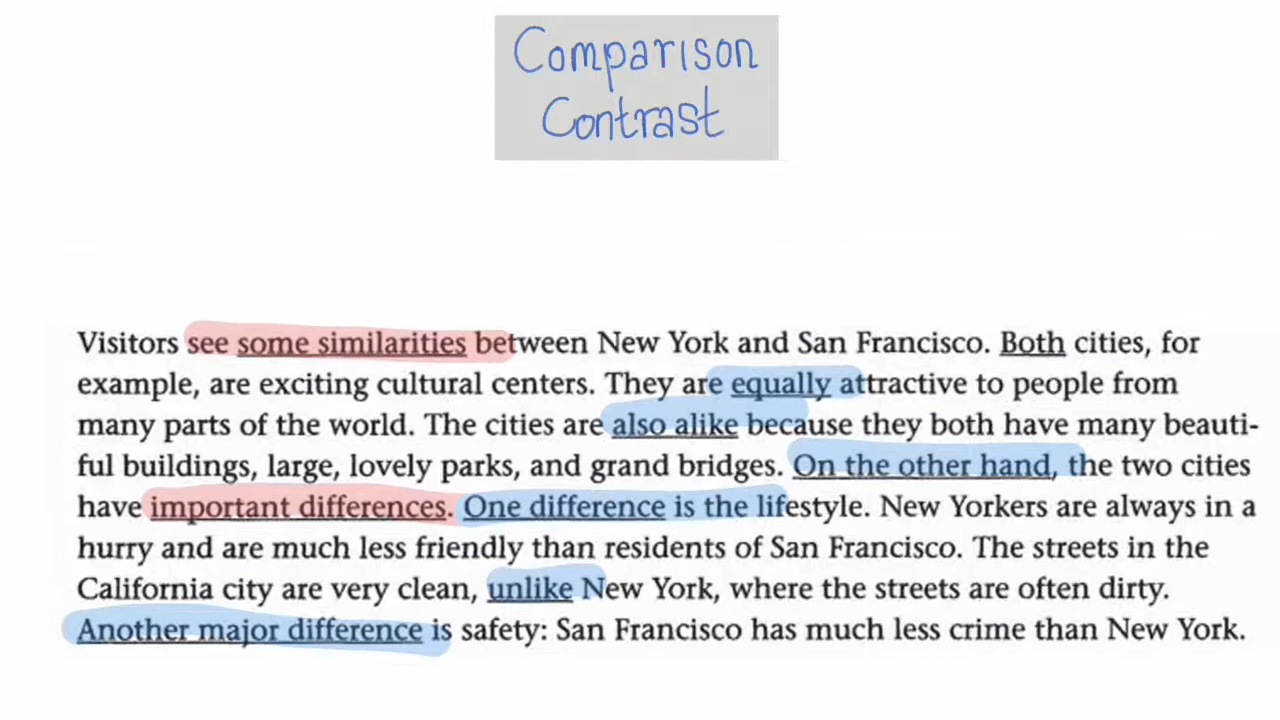 Comparison
Contrast
Visitors see some similarities between New York and San Francisco. Both cities, for
example, are exciting cultural centers. They are equally attractive to people from
many parts of the world. The cities are also alike because they both have many beauti-
ful buildings, large, lovely parks, and grand bridges. On the other hand, the two cities
have important differences. One difference is the lifestyle. New Yorkers are always in a
hurry and are much less friendly than residents of San Francisco. The streets in the
California city are very clean, unlike New York, where the streets are often dirty.
Another major difference is safety: San Francisco has much less crime than New York.